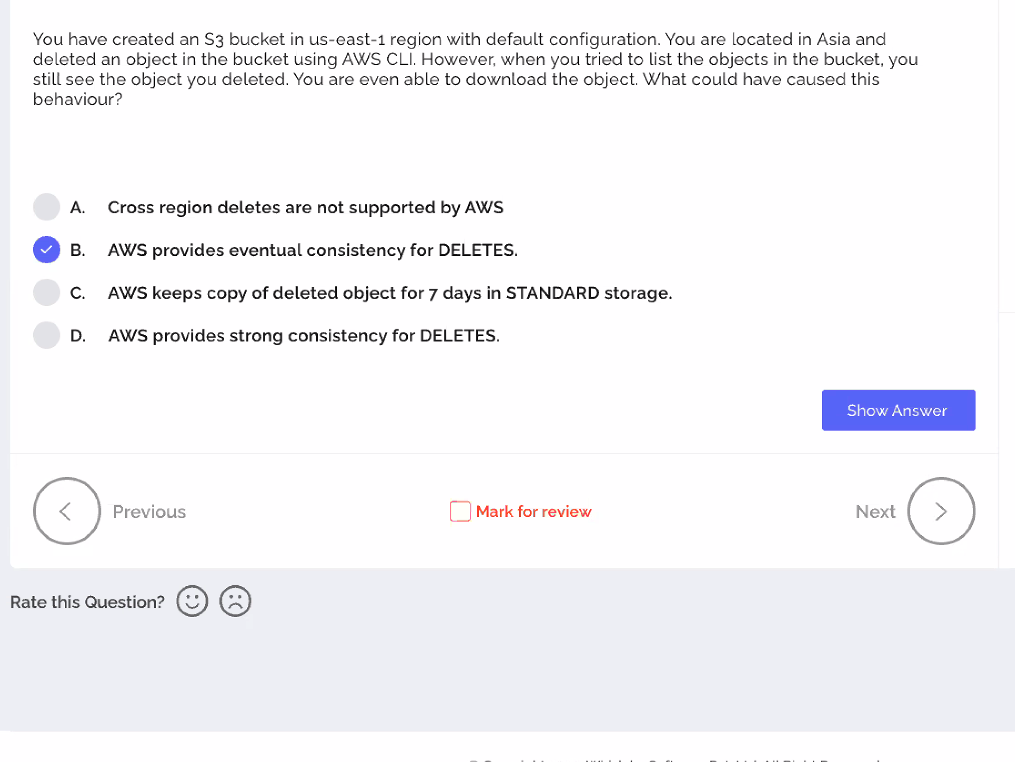 You have created an S3 bucket in us-east-1 region with default configuration. You are located in Asia and
deleted an object in the bucket using AWS CLI. However, when you tried to list the objects in the bucket, you
still see the object you deleted. You are even able to download the object. What could have caused this
behaviour?
A. Cross region deletes are not supported by AWS
B. AWS provides eventual consistency for DELETES.
C. AWS keeps copy of deleted object for 7 days in STANDARD storage.
D. AWS provides strong consistency for DELETES.
Show Answer
Previous
Mark for review
Next
Rate this Question?